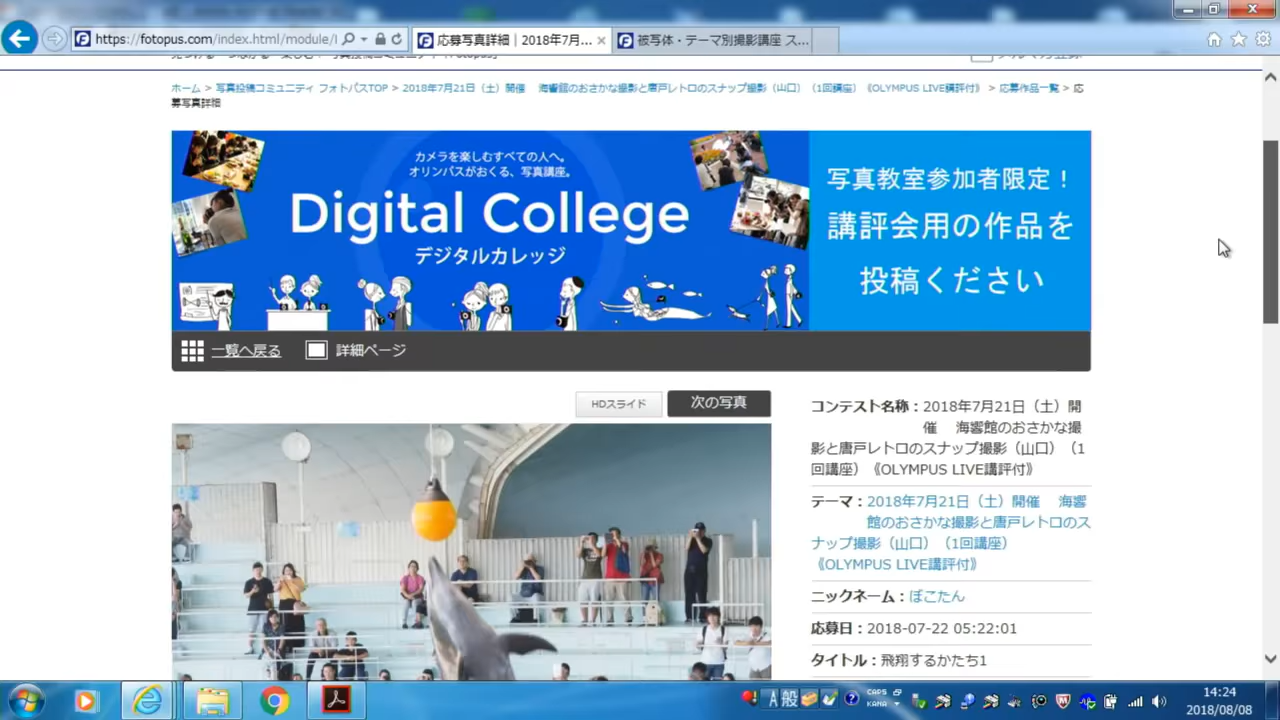 https://fotopus.com/index.html/module/
応募写真詳細 | 2018年7月...
被写体・テーマ別撮影講座 ス...
ホーム > 写真投稿コミュニティ フォトパスTOP > 2018年7月21日（土）開催　海響館のおさかな撮影と唐戸レトロのスナップ撮影（山口）（1回講座）《OLYMPUS LIVE講評付》 > 応募作品一覧 > 応
募写真詳細
カメラを楽しむすべての人へ。
オリンパスがおくる、写真講座。
Digital College
デジタルカレッジ
写真教室参加者限定！
講評会用の作品を
投稿ください
一覧へ戻る
詳細ページ
HDスライド
次の写真
コンテスト名称：2018年7月21日（土）開
催　海響館のおさかな撮
影と唐戸レトロのスナップ撮影（山口）（1
回講座）《OLYMPUS LIVE講評付》
テーマ：2018年7月21日（土）開催　海響
館のおさかな撮影と唐戸レトロのス
ナップ撮影（山口）（1回講座）
《OLYMPUS LIVE講評付》
ニックネーム：ぽこたん
応募日：2018-07-22 05:22:01
タイトル：飛翔するかたち1
A 般
CAPS
KANA
14:24
2018/08/08